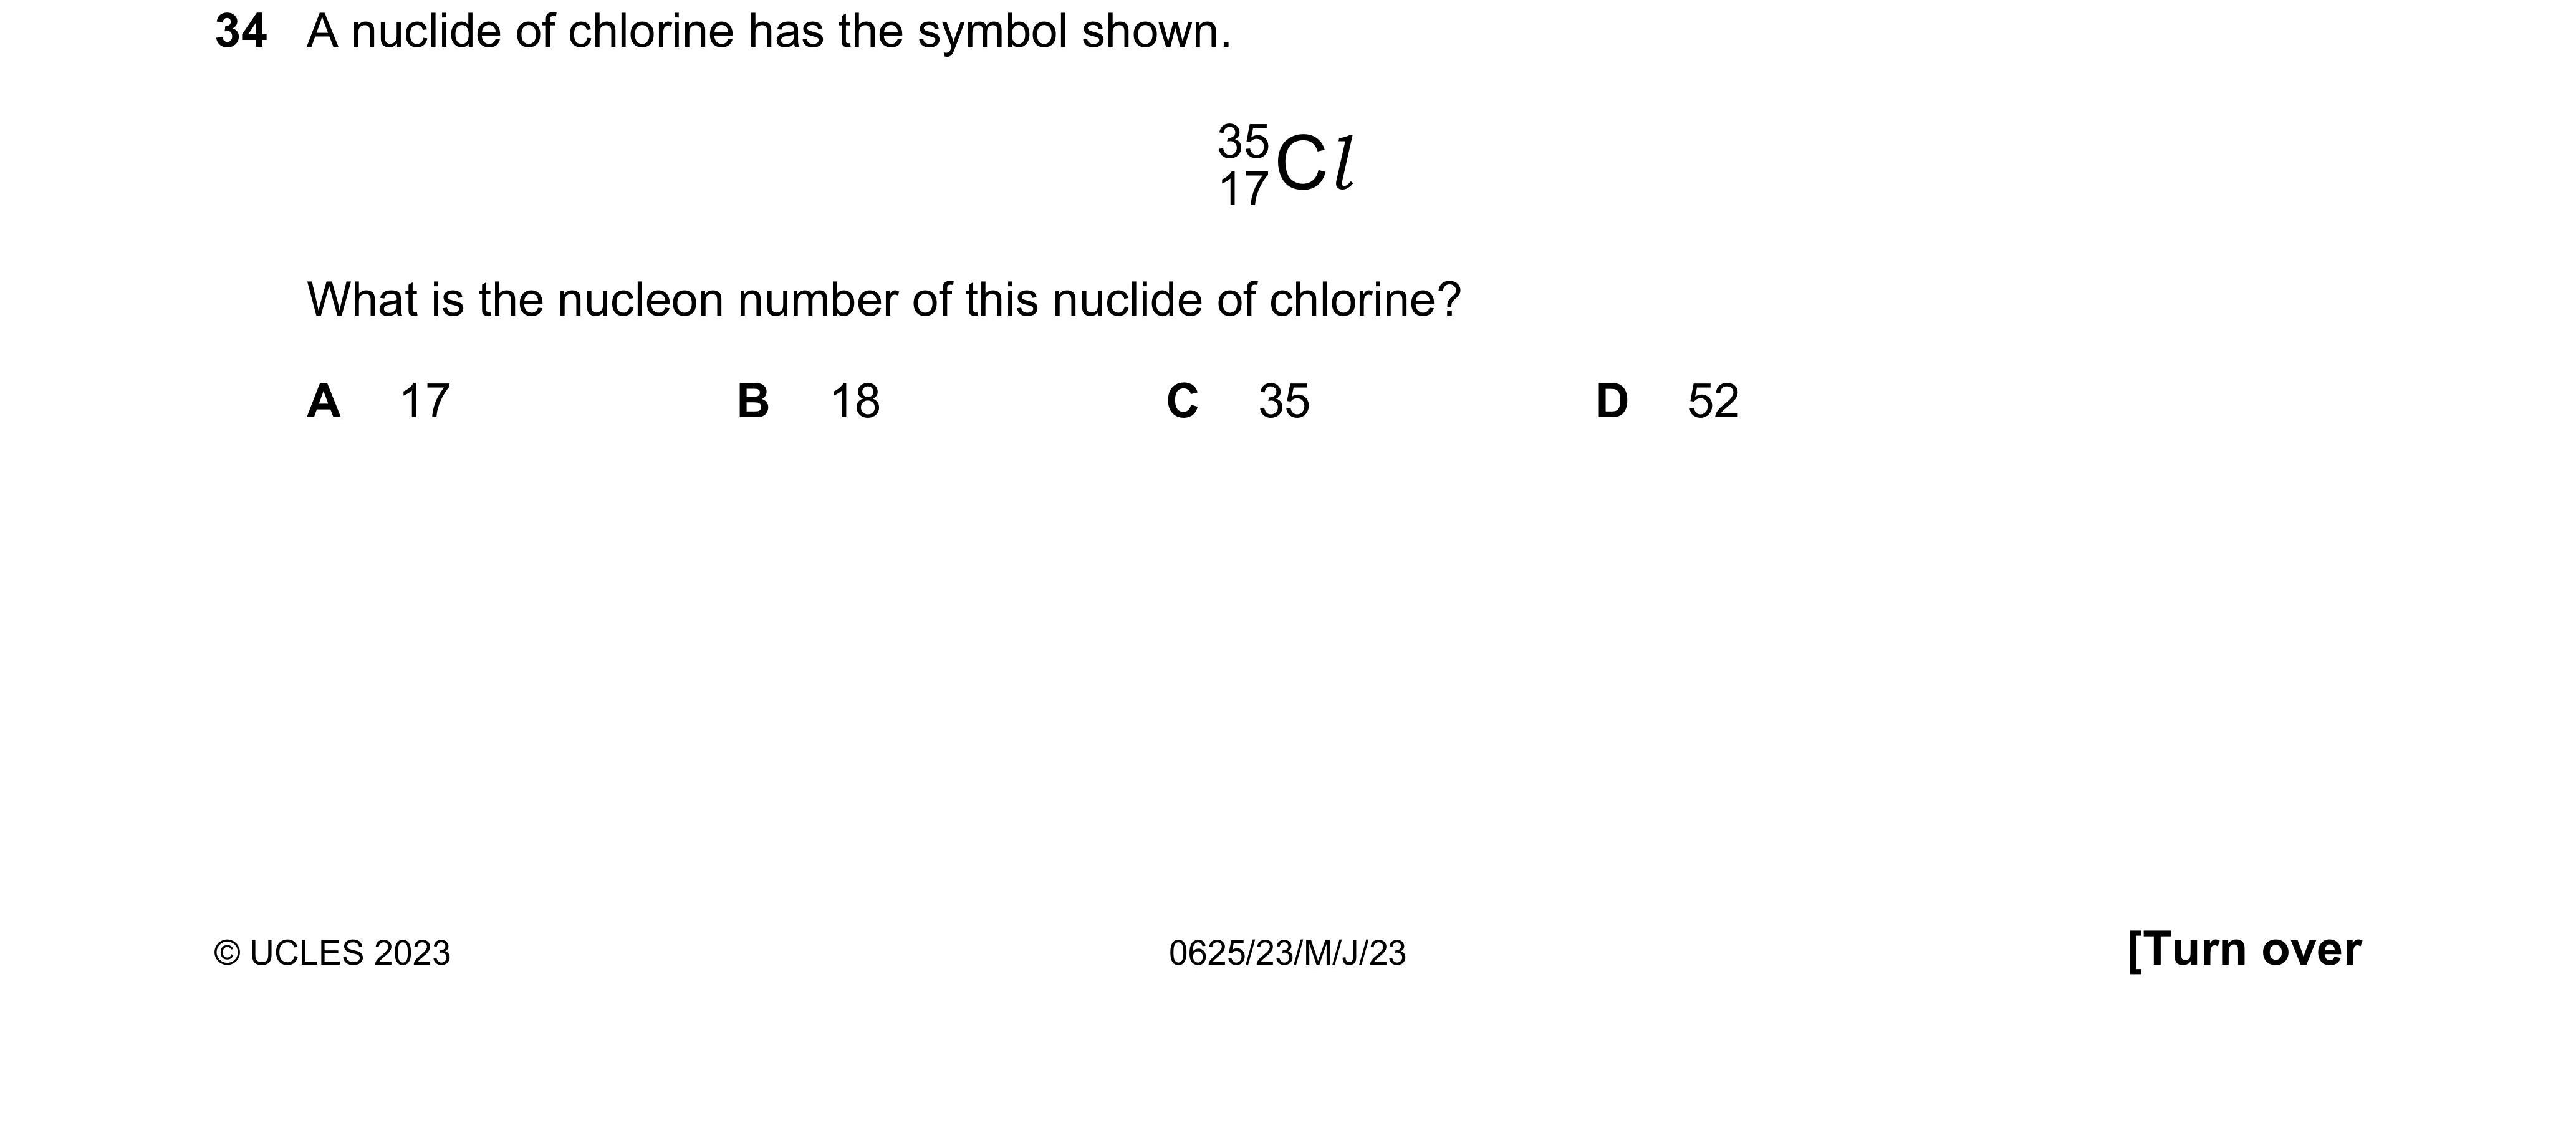 34 A nuclide of chlorine has the symbol shown.
35
17 Cl
What is the nucleon number of this nuclide of chlorine?
A 17 B 18 C 35 D 52
© UCLES 2023 0625/23/M/J/23 [Turn over